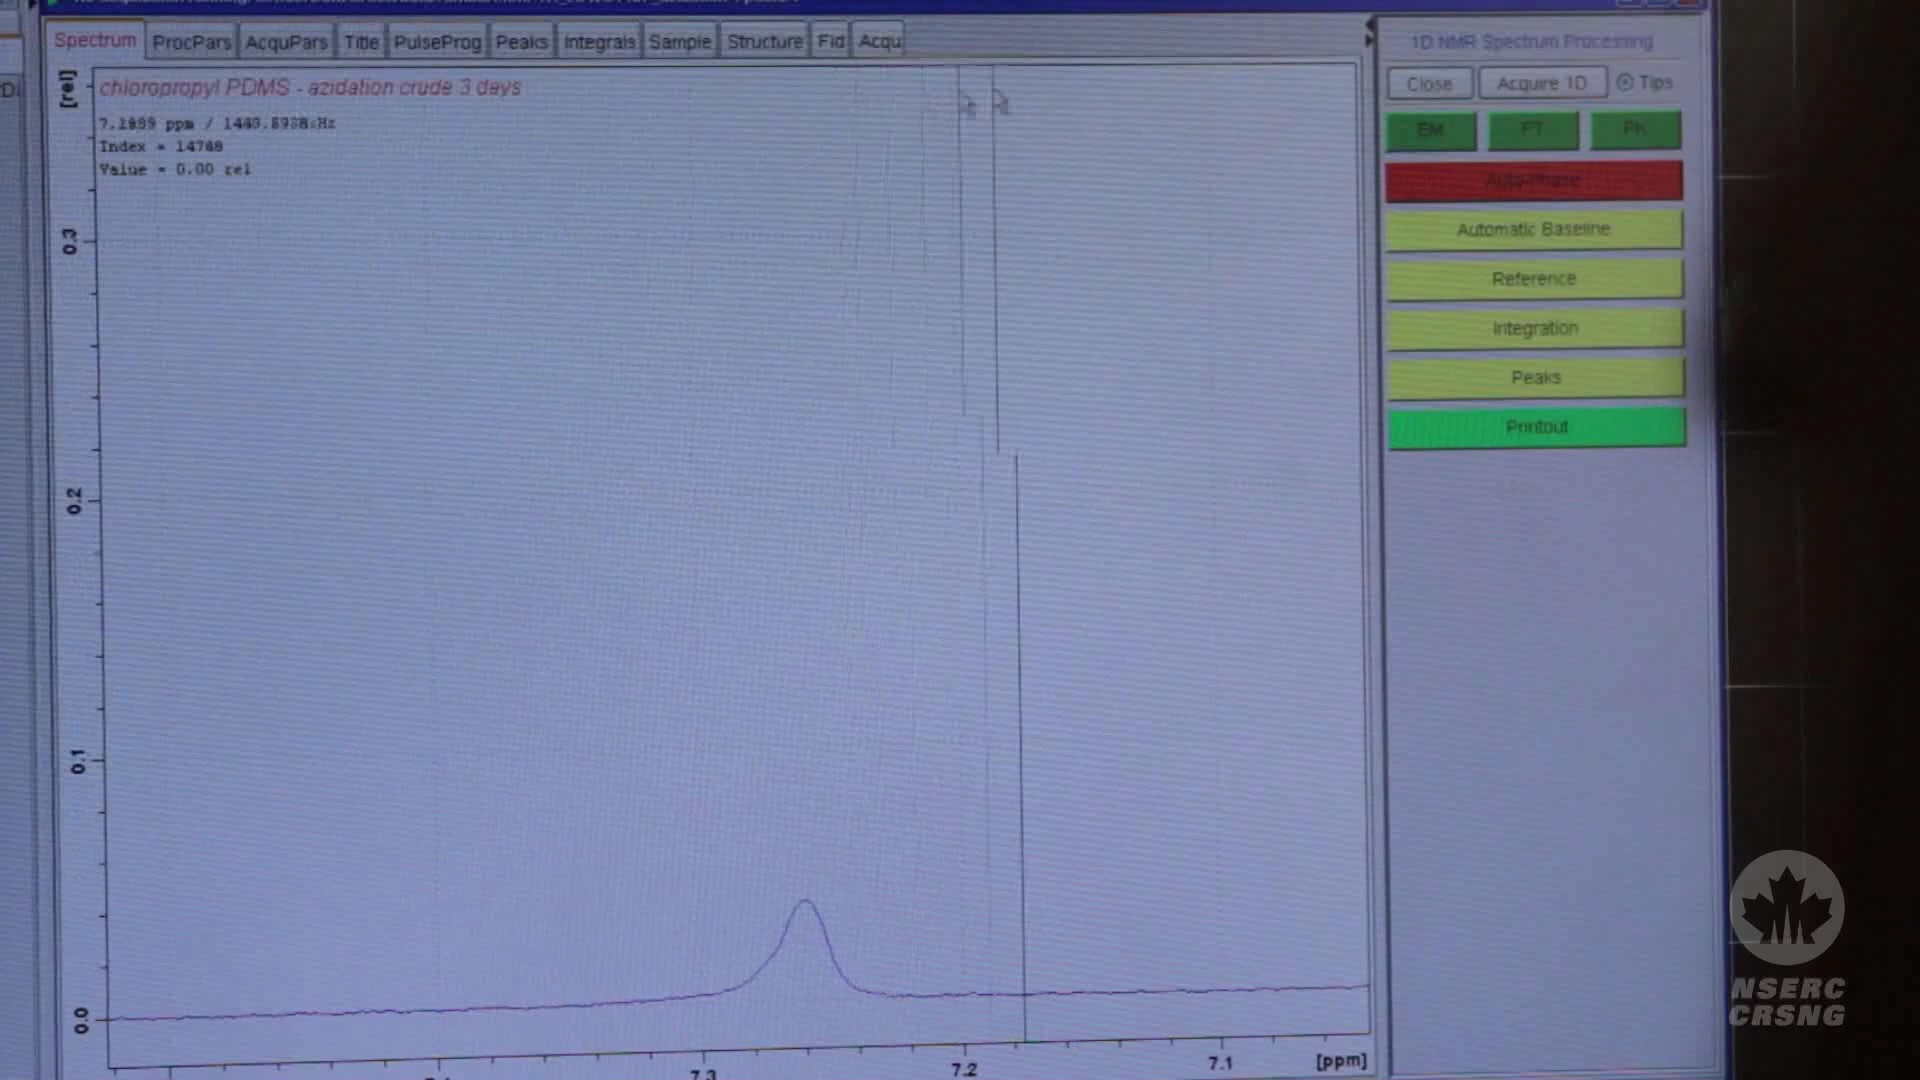 Spectrum ProcPars AcquPars Title PulseProg Peaks Integrals Sample Structure Fid Acqu
[rel]
chloropropyl PDMS - azidation crude 3 days
ppm /
Index =
Value = 0.00 rel
0.3
0.2
0.1
0.0
7.3 7.2 7.1 [ppm]
1D NMR Spectrum Processing
Close Acquire 1D Tips
EM FT PK
Auto-Phase
Automatic Baseline
Reference
Integration
Peaks
Printout
NSERC
CRSNG